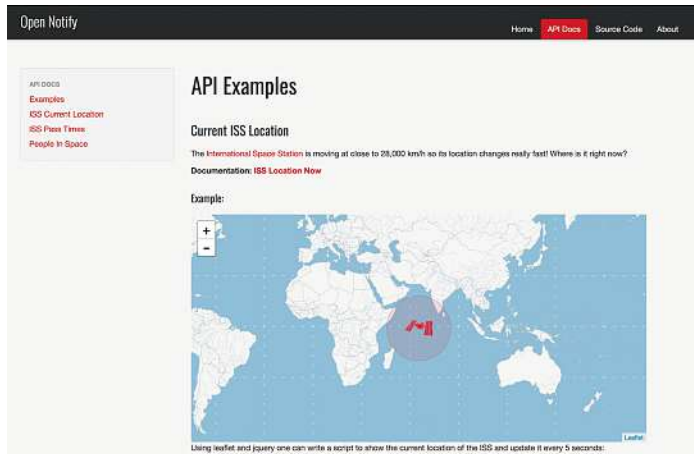 Open Notify
Home API Docs Source Code About
API DOCS
Examples
ISS Current Location
ISS Pass Times
People In Space
API Examples
Current ISS Location
The International Space Station is moving at close to 28,000 km/h so its location changes really fast! Where is it right now?
Documentation: ISS Location Now
Example:
+
-
Leaflet
Using leaflet and jquery one can write a script to show the current location of the ISS and update it every 5 seconds: